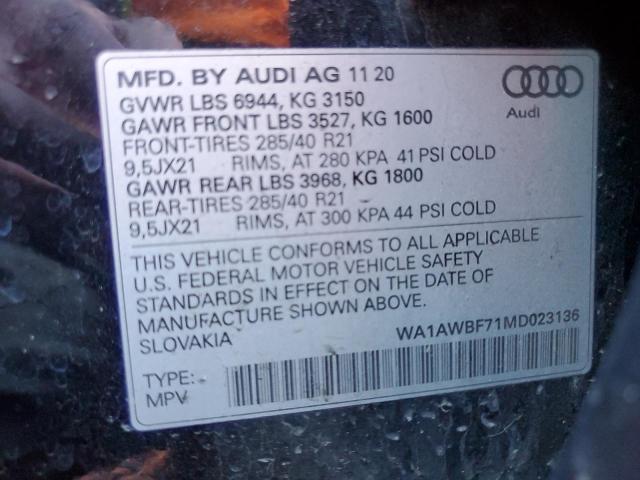 MFD. BY AUDI AG 11 20
Audi
GVWR LBS 6944, KG 3150
GAWR FRONT LBS 3527, KG 1600
FRONT-TIRES 285/40 R21
9,5JX21 RIMS, AT 280 KPA 41 PSI COLD
GAWR REAR LBS 3968, KG 1800
REAR-TIRES 285/40 R21
9,5JX21 RIMS, AT 300 KPA 44 PSI COLD
THIS VEHICLE CONFORMS TO ALL APPLICABLE
U.S. FEDERAL MOTOR VEHICLE SAFETY
STANDARDS IN EFFECT ON THE DATE OF
MANUFACTURE SHOWN ABOVE.
SLOVAKIA WA1AWBF71MD023136
TYPE:
MPV